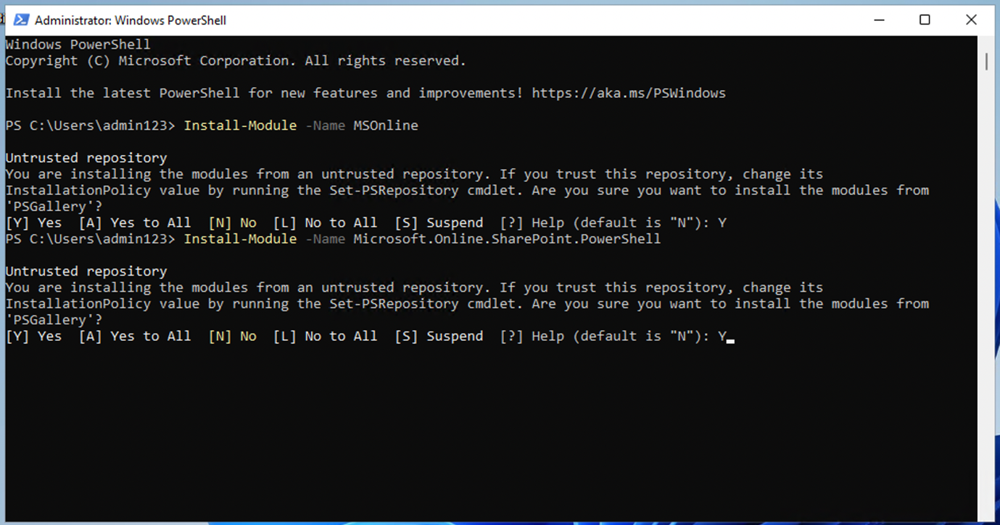 Administrator: Windows PowerShell
Windows PowerShell
Copyright (C) Microsoft Corporation. All rights reserved.
Install the latest PowerShell for new features and improvements! https://aka.ms/PSWindows
PS C:\Users\admin123> Install-Module -Name MSOnline
Untrusted repository
You are installing the modules from an untrusted repository. If you trust this repository, change its
InstallationPolicy value by running the Set-PSRepository cmdlet. Are you sure you want to install the modules from
'PSGallery'?
[Y] Yes  [A] Yes to All  [N] No  [L] No to All  [S] Suspend  [?] Help (default is "N"): Y
PS C:\Users\admin123> Install-Module -Name Microsoft.Online.SharePoint.PowerShell
Untrusted repository
You are installing the modules from an untrusted repository. If you trust this repository, change its
InstallationPolicy value by running the Set-PSRepository cmdlet. Are you sure you want to install the modules from
'PSGallery'?
[Y] Yes  [A] Yes to All  [N] No  [L] No to All  [S] Suspend  [?] Help (default is "N"): Y